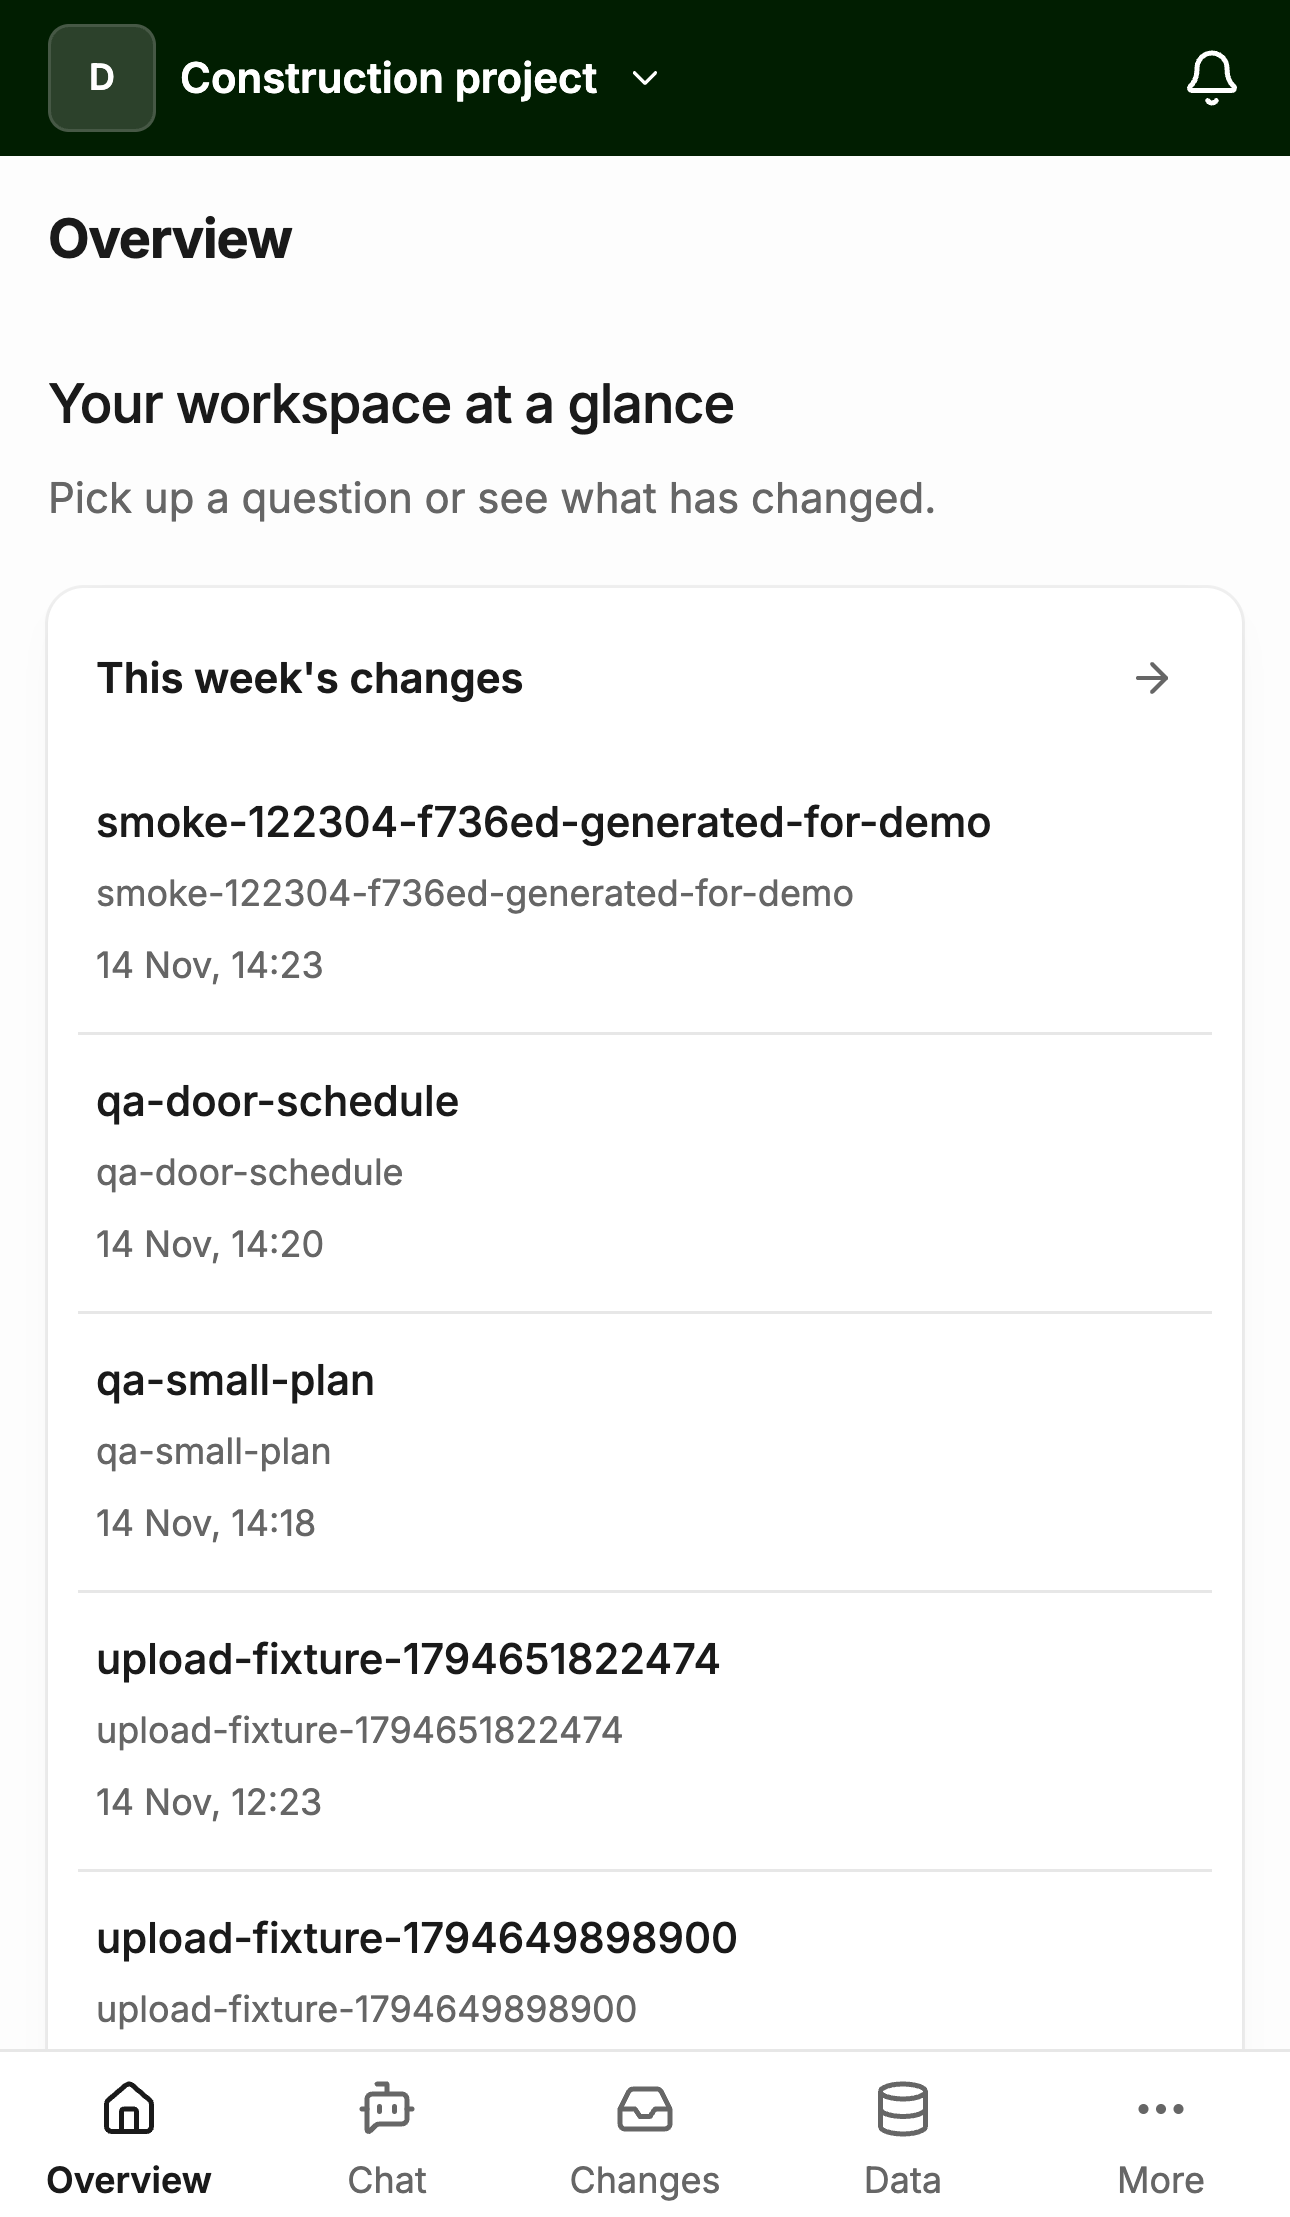 D
Construction project
Overview
Your workspace at a glance
Pick up a question or see what has changed.
This week's changes
smoke-122304-f736ed-generated-for-demo
smoke-122304-f736ed-generated-for-demo
14 Nov, 14:23
qa-door-schedule
qa-door-schedule
14 Nov, 14:20
qa-small-plan
qa-small-plan
14 Nov, 14:18
upload-fixture-1794651822474
upload-fixture-1794651822474
14 Nov, 12:23
upload-fixture-1794649898900
upload-fixture-1794649898900
Overview
Chat
Changes
Data
More